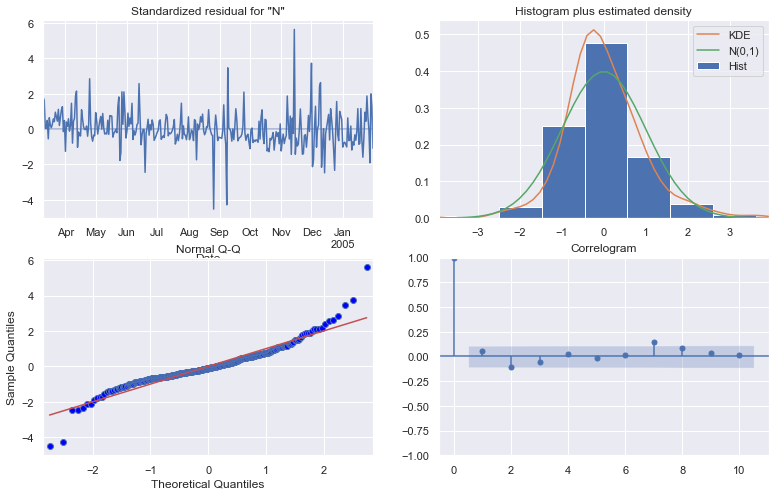 Standardized residual for "N"
6
4
2
0
−2
−4
Apr May Jun Jul Aug Sep Oct Nov Dec Jan
2005
Date
Histogram plus estimated density
KDE
N(0,1)
Hist
0.5
0.4
0.3
0.2
0.1
0.0
−3 −2 −1 0 1 2 3
Normal Q-Q
Sample Quantiles
6
4
2
0
−2
−4
−2 −1 0 1 2
Theoretical Quantiles
Correlogram
1.00
0.75
0.50
0.25
0.00
−0.25
−0.50
−0.75
−1.00
0 2 4 6 8 10